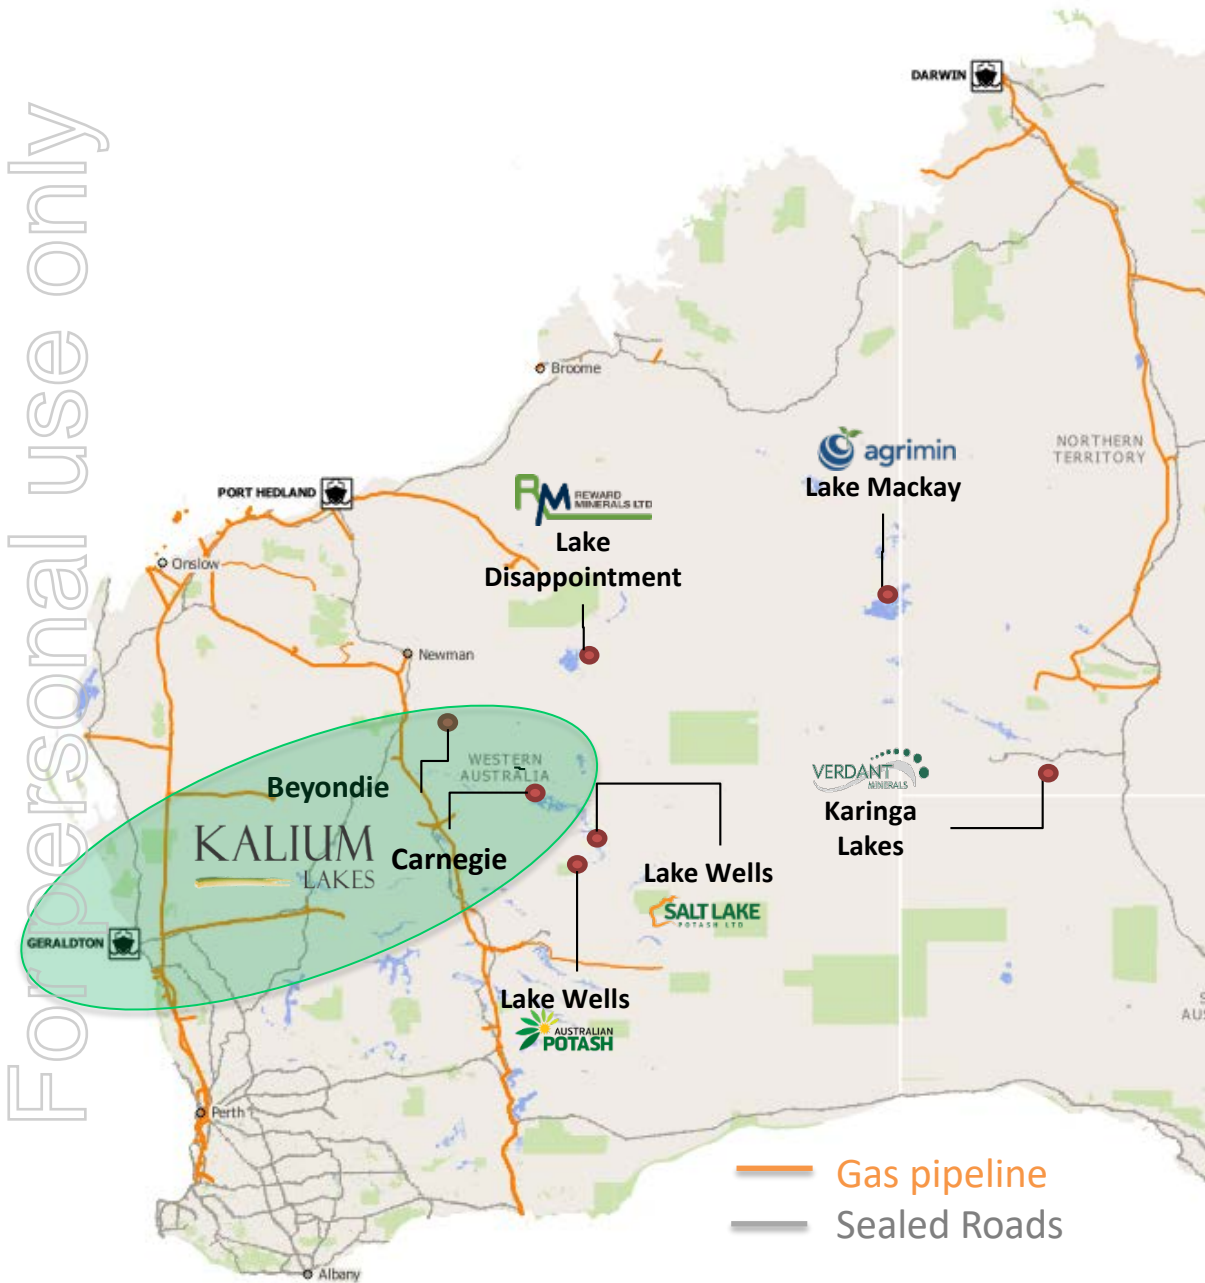 For personal use only
DARWIN
Broome
NORTHERN
TERRITORY
agrimin
Lake Mackay
PORT HEDLAND
RM REWARD
MINERALS LTD
Lake
Disappointment
Onslow
Newman
WESTERN
AUSTRALIA
Beyondie
KALIUM
LAKES
Carnegie
VERDANT
MINERALS
Karinga
Lakes
Lake Wells
SALT LAKE
POTASH LTD
GERALDTON
Lake Wells
AUSTRALIAN
POTASH
S
AUS
Perth
Albany
Gas pipeline
Sealed Roads